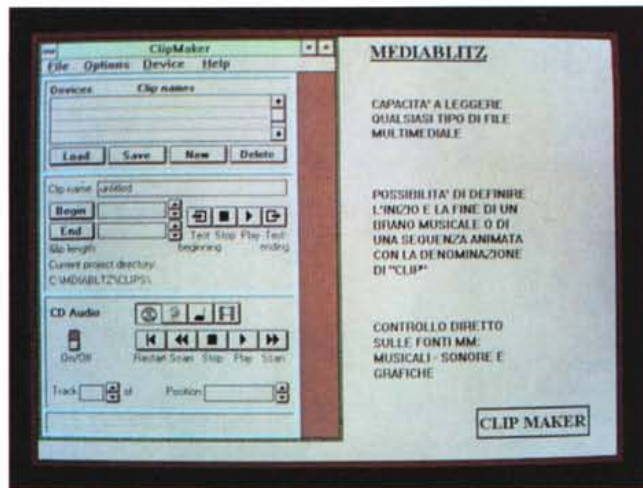 ClipMaker
File Options Device Help
Devices Clip names
Load Save New Delete
Clip name untitled
Begin
End
Test Stop Play Test
beginning ending
Clip length
Current project directory:
C:\MDIABLTZ\CLIPS\
CD Audio
On/Off
Restart Scan Stop Play Scan
Track of Position
MEDIABLITZ
CAPACITA' A LEGGERE
QUALSIASI TIPO DI FILE
MULTIMEDIALE
POSSIBILITA' DI DEFINIRE
L'INIZIO E LA FINE DI UN
BRANO MUSICALE O DI
UNA SEQUENZA ANIMATA
CON LA DENOMINAZIONE
DI "CLIP"
CONTROLLO DIRETTO
SULLE FONTI MM:
MUSICALI - SONORE E
GRAFICHE
CLIP MAKER